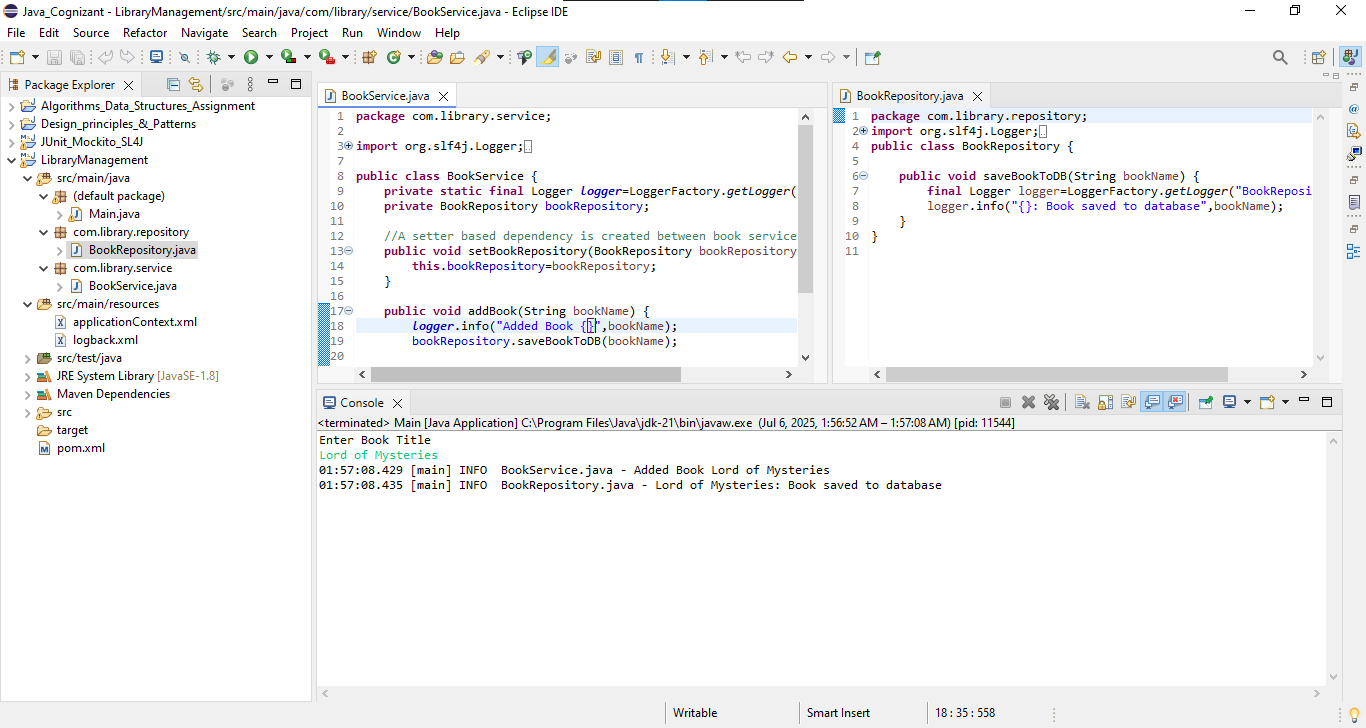 Java_Cognizant - LibraryManagement/src/main/java/com/library/service/BookService.java - Eclipse IDE
File Edit Source Refactor Navigate Search Project Run Window Help
Package Explorer
Algorithms_Data_Structures_Assignment
Design_principles_&_Patterns
JUnit_Mockito_SL4J
LibraryManagement
src/main/java
(default package)
Main.java
com.library.repository
BookRepository.java
com.library.service
BookService.java
src/main/resources
applicationContext.xml
logback.xml
src/test/java
JRE System Library [JavaSE-1.8]
Maven Dependencies
src
target
pom.xml
BookService.java
1 package com.library.service;
2
3 import org.slf4j.Logger;
7
8 public class BookService {
9 private static final Logger logger=LoggerFactory.getLogger(
10 private BookRepository bookRepository;
11
12 //A setter based dependency is created between book service
13 public void setBookRepository(BookRepository bookRepository
14 this.bookRepository=bookRepository;
15 }
16
17 public void addBook(String bookName) {
18 logger.info("Added Book {}",bookName);
19 bookRepository.saveBookToDB(bookName);
20
BookRepository.java
1 package com.library.repository;
2 import org.slf4j.Logger;
4 public class BookRepository {
5
6 public void saveBookToDB(String bookName) {
7 final Logger logger=LoggerFactory.getLogger("BookReposi
8 logger.info("{}: Book saved to database",bookName);
9 }
10 }
11
Console
<terminated> Main [Java Application] C:\Program Files\Java\jdk-21\bin\javaw.exe (Jul 6, 2025, 1:56:52 AM – 1:57:08 AM) [pid: 11544]
Enter Book Title
Lord of Mysteries
01:57:08.429 [main] INFO BookService.java - Added Book Lord of Mysteries
01:57:08.435 [main] INFO BookRepository.java - Lord of Mysteries: Book saved to database
Writable Smart Insert 18 : 35 : 558